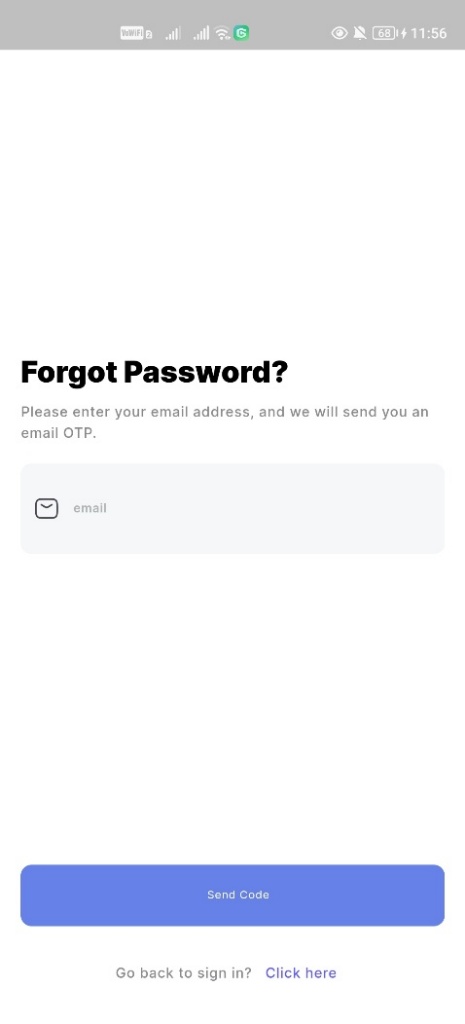 VoWiFi 2 68 11:56
Forgot Password?
Please enter your email address, and we will send you an
email OTP.
email
Send Code
Go back to sign in? Click here